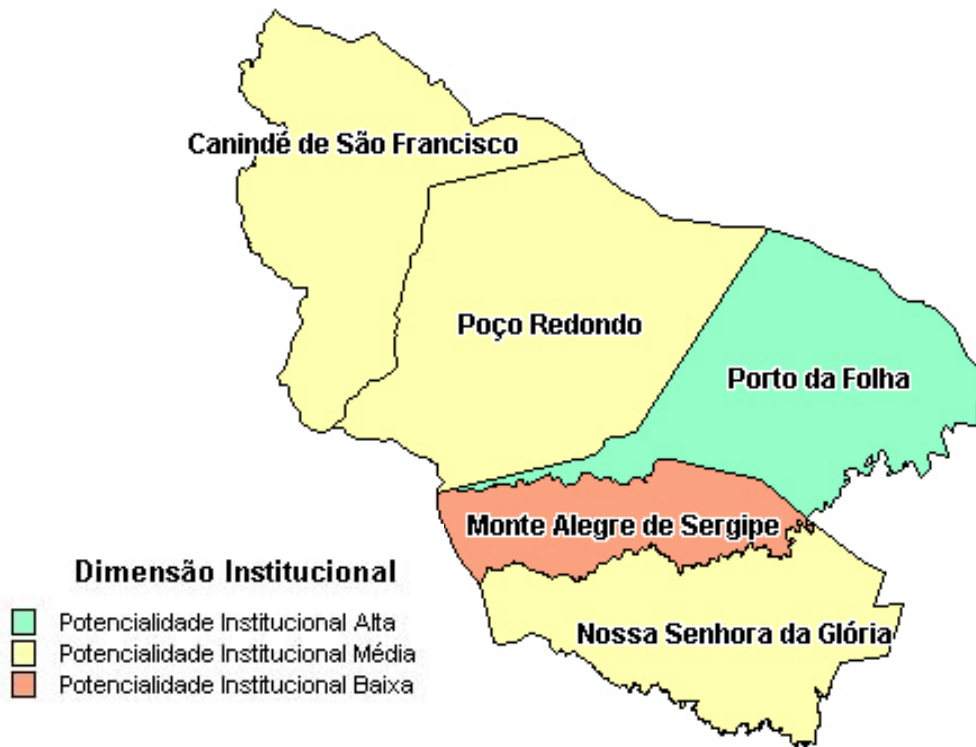 Canindé de São Francisco
Poço Redondo
Porto da Folha
Monte Alegre de Sergipe
Nossa Senhora da Glória
Dimensão Institucional
Potencialidade Institucional Alta
Potencialidade Institucional Média
Potencialidade Institucional Baixa